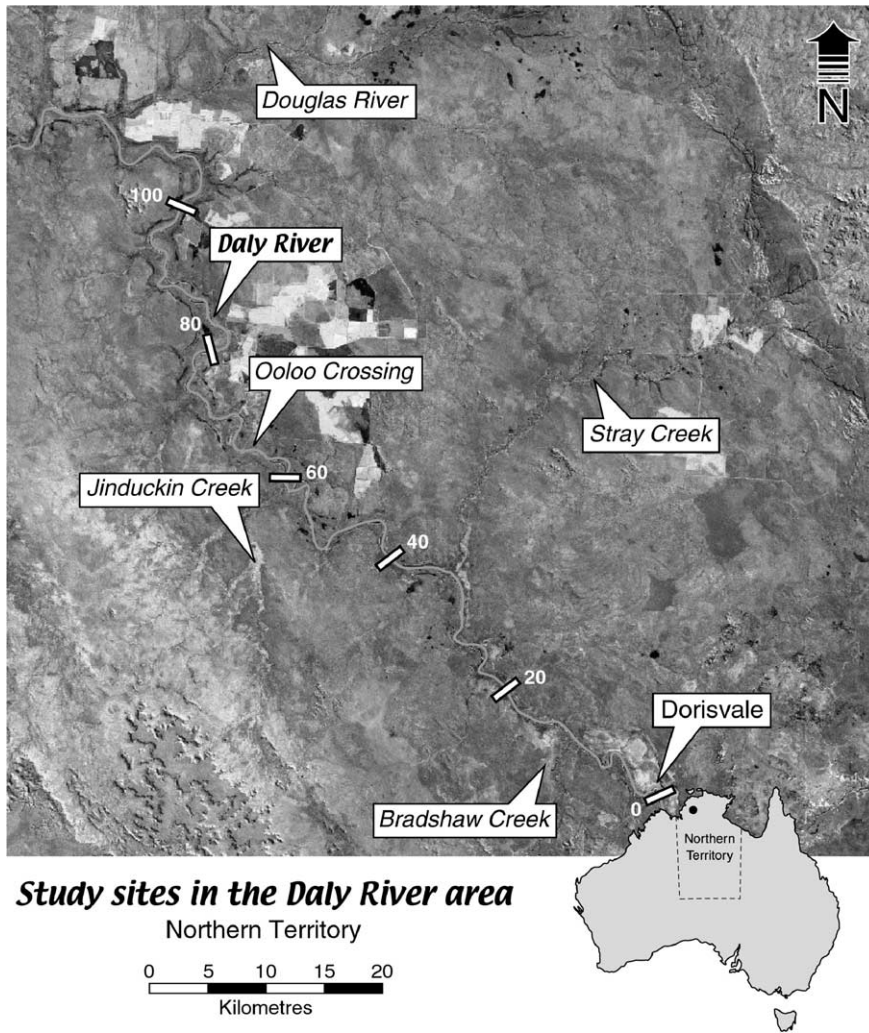 Douglas River
N
100
Daly River
80
Ooloo Crossing
Stray Creek
Jinduckin Creek
60
40
20
Dorisvale
Bradshaw Creek
0
Northern
Territory
Study sites in the Daly River area
Northern Territory
0 5 10 15 20
Kilometres